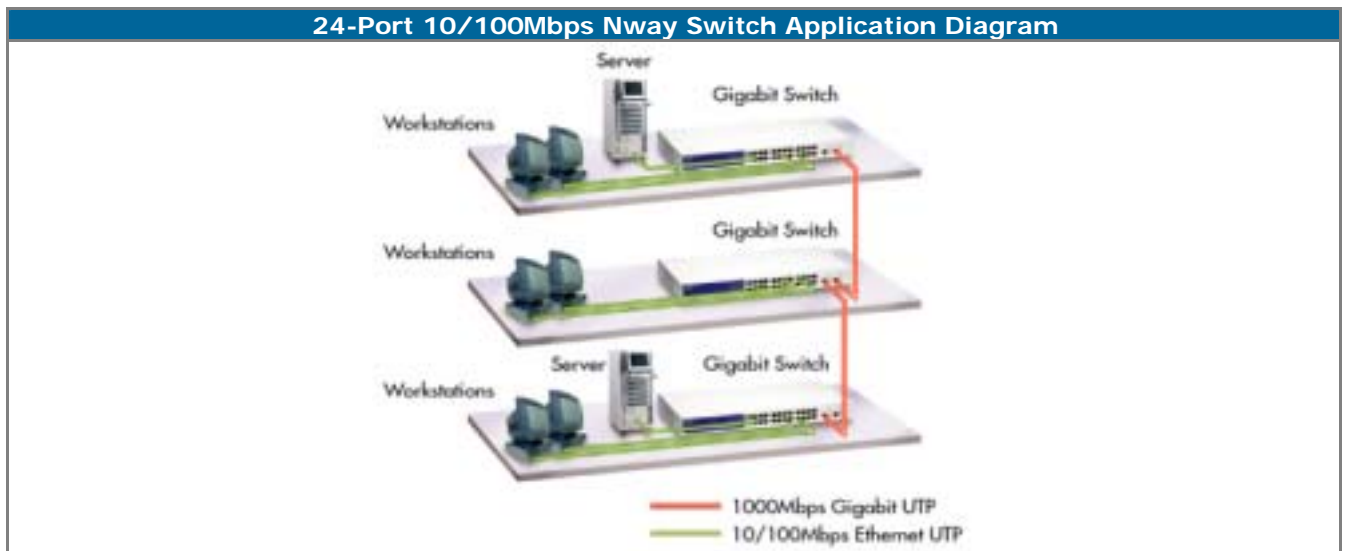 24-Port 10/100Mbps Nway Switch Application Diagram
Server
Gigabit Switch
Workstations
Gigabit Switch
Workstations
Server
Gigabit Switch
Workstations
1000Mbps Gigabit UTP
10/100Mbps Ethernet UTP